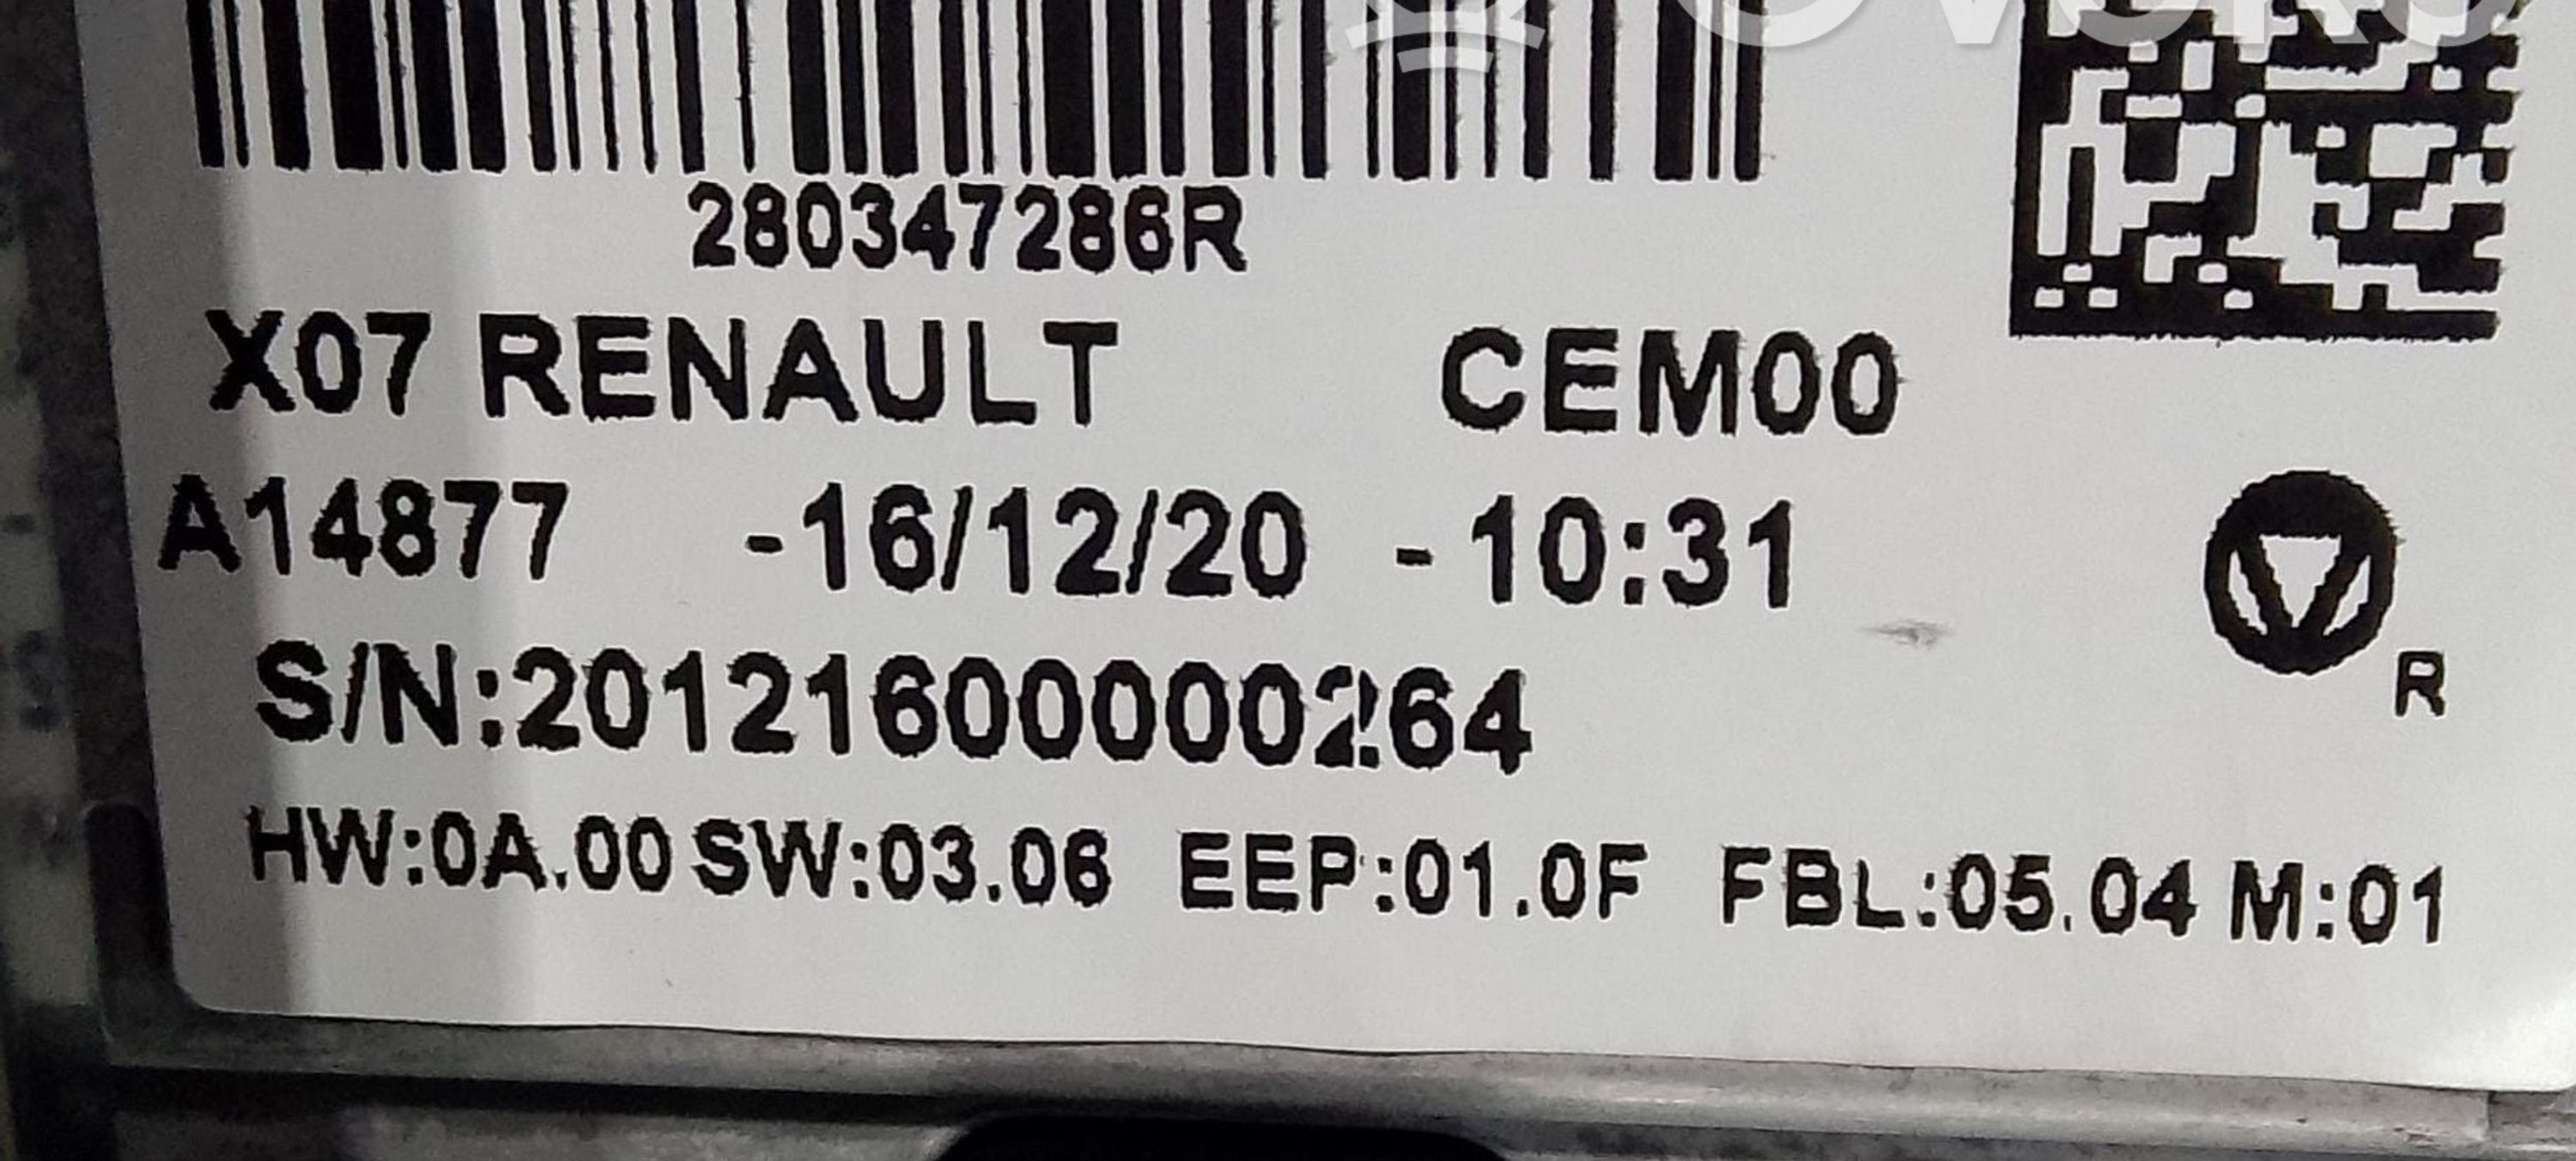 280347286R
X07 RENAULT CEM00
A14877 -16/12/20 - 10:31
S/N:20121600000264
HW:0A.00 SW:03.06 EEP:01.0F FBL:05.04 M:01
R